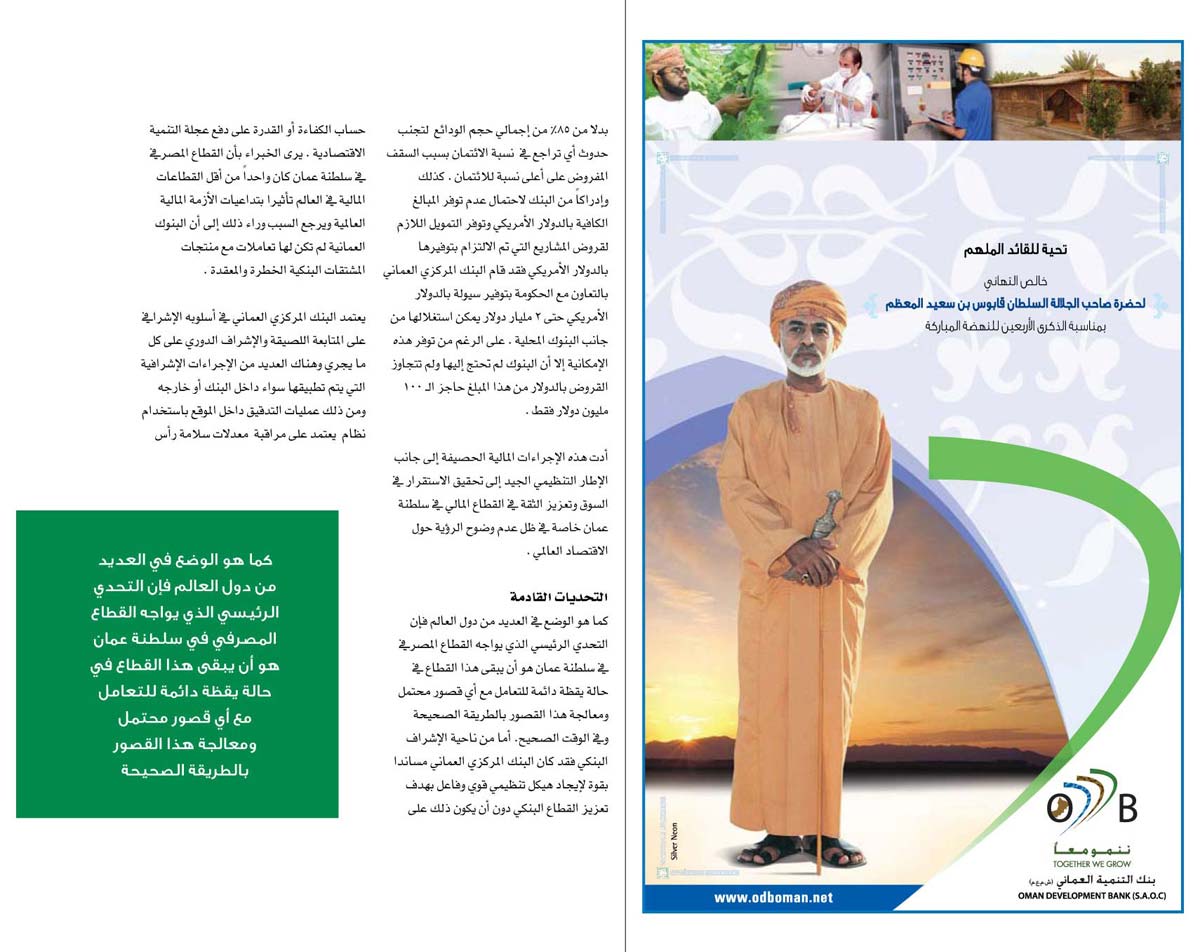 تحية للقائد الملهم
خالص التهاني
لحضرة صاحب الجلالة السلطان قابوس بن سعيد المعظم
بمناسبة الذكرى الأربعين للنهضة المباركة
Silver Neon
O B
ننمو معاً
TOGETHER WE GROW
بنك التنمية العماني (ش.م.ع.م)
OMAN DEVELOPMENT BANK (S.A.O.C)
www.odboman.net
بدلا من ٨٥٪ من إجمالي حجم الودائع لتجنب
حدوث أي تراجع في نسبة الائتمان بسبب السقف
المفروض على أعلى نسبة للائتمان . كذلك
وإدراكاً من البنك لاحتمال عدم توفر المبالغ
الكافية بالدولار الأمريكي وتوفر التمويل اللازم
لقروض المشاريع التي تم الالتزام بتوفيرها
بالدولار الأمريكي فقد قام البنك المركزي العماني
بالتعاون مع الحكومة بتوفير سيولة بالدولار
الأمريكي حتى ٢ مليار دولار يمكن استغلالها من
جانب البنوك المحلية . على الرغم من توفر هذه
الإمكانية إلا أن البنوك لم تحتج إليها ولم تتجاوز
القروض بالدولار من هذا المبلغ حاجز الـ ١٠٠
مليون دولار فقط .
أدت هذه الإجراءات المالية الحصيفة إلى جانب
الإطار التنظيمي الجيد إلى تحقيق الاستقرار في
السوق وتعزيز الثقة في القطاع المالي في سلطنة
عمان خاصة في ظل عدم وضوح الرؤية حول
الاقتصاد العالمي .
التحديات القادمة
كما هو الوضع في العديد من دول العالم فإن
التحدي الرئيسي الذي يواجه القطاع المصرفي
في سلطنة عمان هو أن يبقى هذا القطاع في
حالة يقظة دائمة للتعامل مع أي قصور محتمل
ومعالجة هذا القصور بالطريقة الصحيحة
وفي الوقت الصحيح. أما من ناحية الإشراف
البنكي فقد كان البنك المركزي العماني مساندا
بقوة لإيجاد هيكل تنظيمي قوي وفاعل بهدف
تعزيز القطاع البنكي دون أن يكون ذلك على
حساب الكفاءة أو القدرة على دفع عجلة التنمية
الاقتصادية . يرى الخبراء بأن القطاع المصرفي
في سلطنة عمان كان واحداً من أقل القطاعات
المالية في العالم تأثيرا بتداعيات الأزمة المالية
العالمية ويرجع السبب وراء ذلك إلى أن البنوك
العمانية لم تكن لها تعاملات مع منتجات
المشتقات البنكية الخطرة والمعقدة .
يعتمد البنك المركزي العماني في أسلوبه الإشرافي
على المتابعة اللصيقة والإشراف الدوري على كل
ما يجري وهناك العديد من الإجراءات الإشرافية
التي يتم تطبيقها سواء داخل البنك أو خارجه
ومن ذلك عمليات التدقيق داخل الموقع باستخدام
نظام يعتمد على مراقبة معدلات سلامة رأس
كما هو الوضع في العديد
من دول العالم فإن التحدي
الرئيسي الذي يواجه القطاع
المصرفي في سلطنة عمان
هو أن يبقى هذا القطاع في
حالة يقظة دائمة للتعامل
مع أي قصور محتمل
ومعالجة هذا القصور
بالطريقة الصحيحة